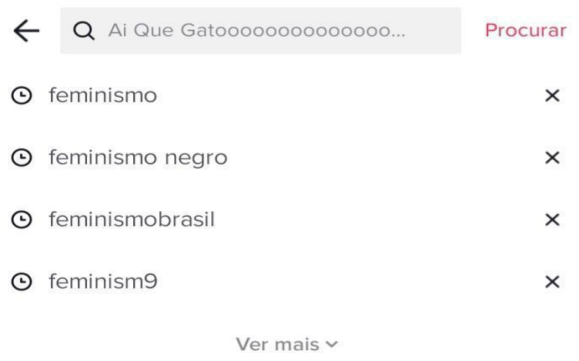 Ai Que Gatoooooooooooooo... Procurar
feminismo
feminismo negro
feminismobrasil
feminism9
Ver mais